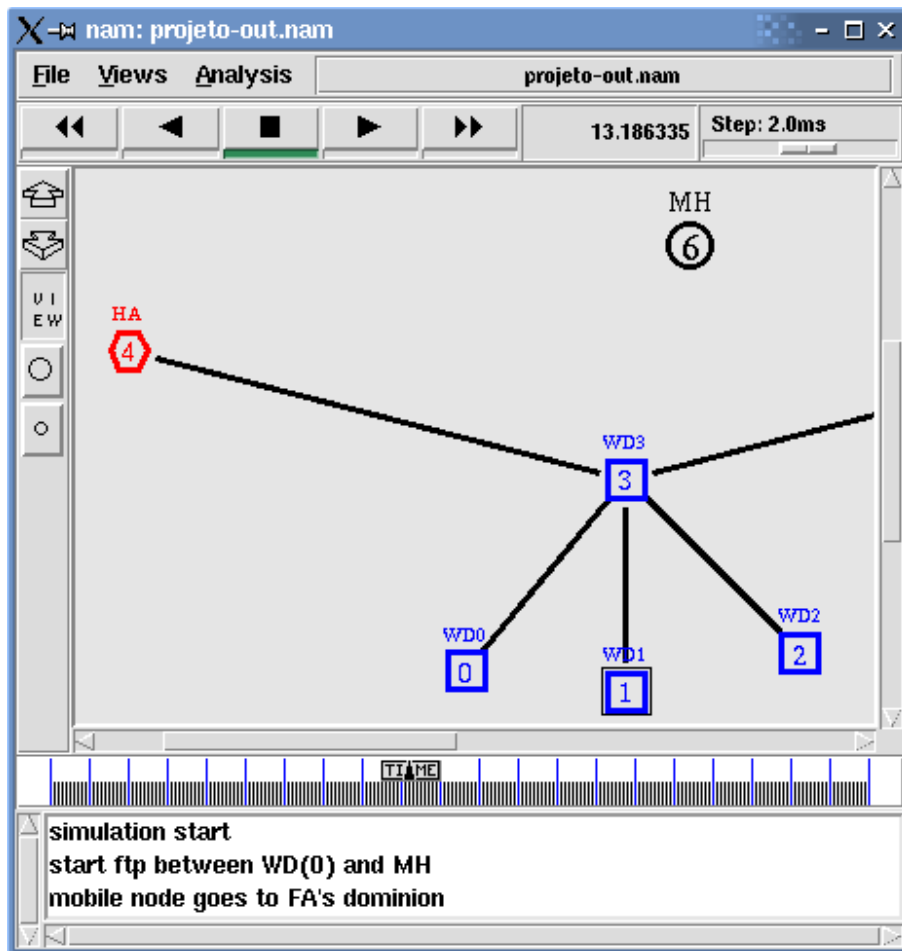 nam: projeto-out.nam
File Views Analysis projeto-out.nam
13.186335 Step: 2.0ms
V I
E W
MH
6
HA
4
WD3
3
WD0
0
WD1
1
WD2
2
TIME
simulation start
start ftp between WD(0) and MH
mobile node goes to FA's dominion